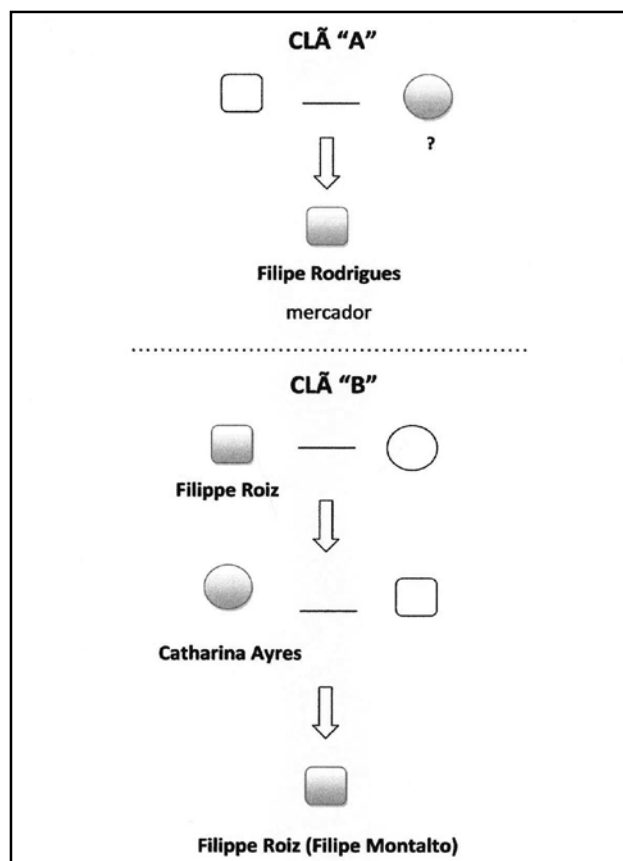 CLÃ “A”
?
Filipe Rodrigues
mercador
CLÃ “B”
Filippe Roiz
Catharina Ayres
Filippe Roiz (Filipe Montalto)